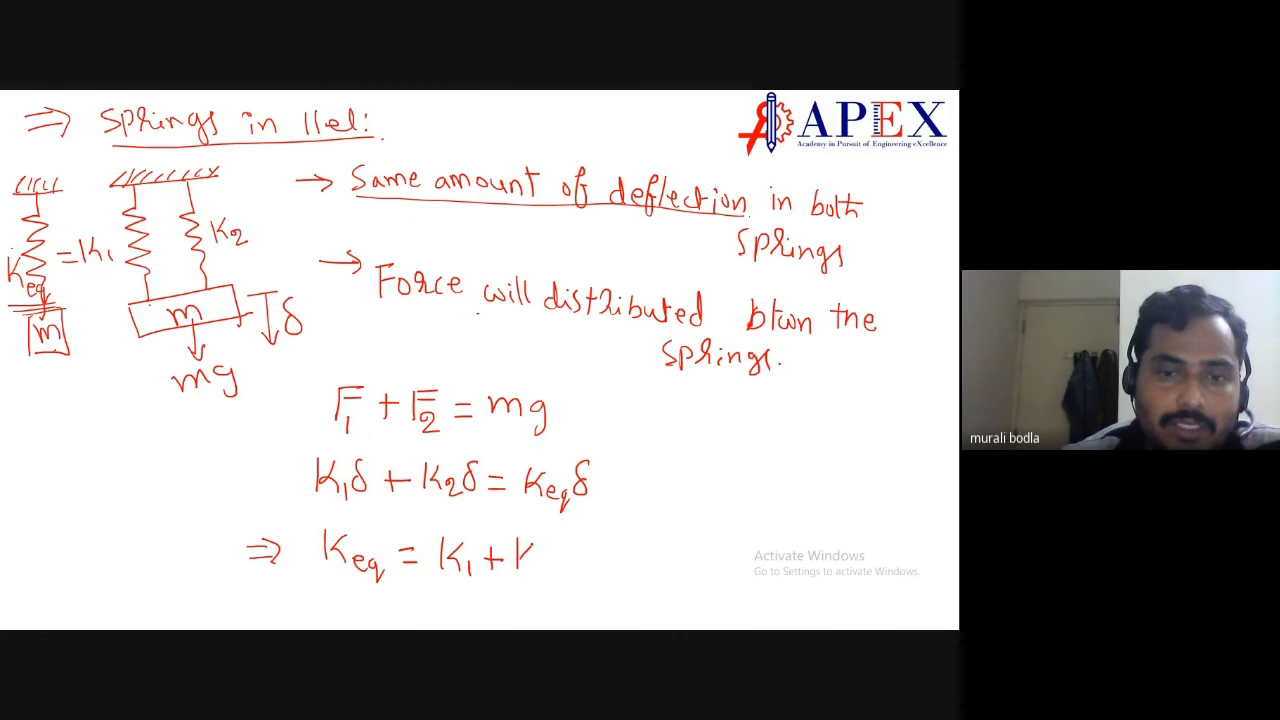 ⇒ Springs in llel:
APEX
Academy in Pursuit of Engineering eXcellence
→ Same amount of deflection in both
springs
Keq = K1
K2
m
m
δ
mg
→ Force will distributed btwn the
springs.
F1 + F2 = mg
K1δ + K2δ = Keqδ
⇒ Keq = K1 + K
murali bodla
Activate Windows
Go to Settings to activate Windows.